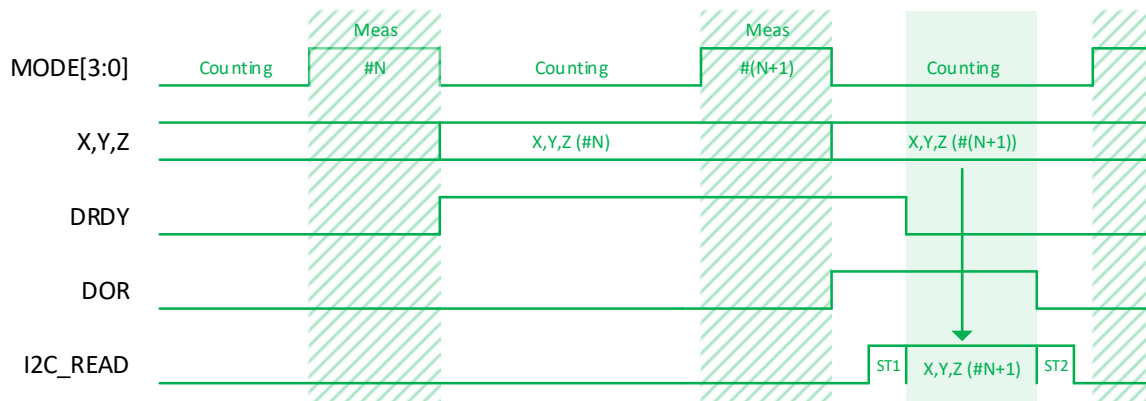 Meas Meas
MODE[3:0] Counting #N Counting #(N+1) Counting
X,Y,Z X,Y,Z (#N) X,Y,Z (#(N+1))
DRDY
DOR
I2C_READ ST1 X,Y,Z (#N+1) ST2